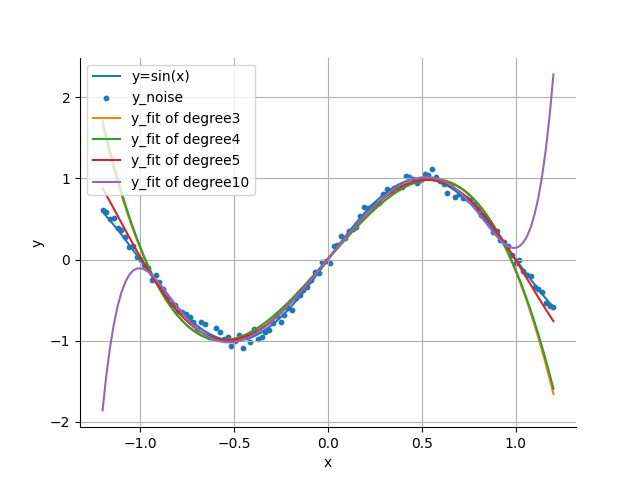 y=sin(x)
y_noise
y_fit of degree3
y_fit of degree4
y_fit of degree5
y_fit of degree10
2
1
0
−1
−2
y
−1.0 −0.5 0.0 0.5 1.0
x